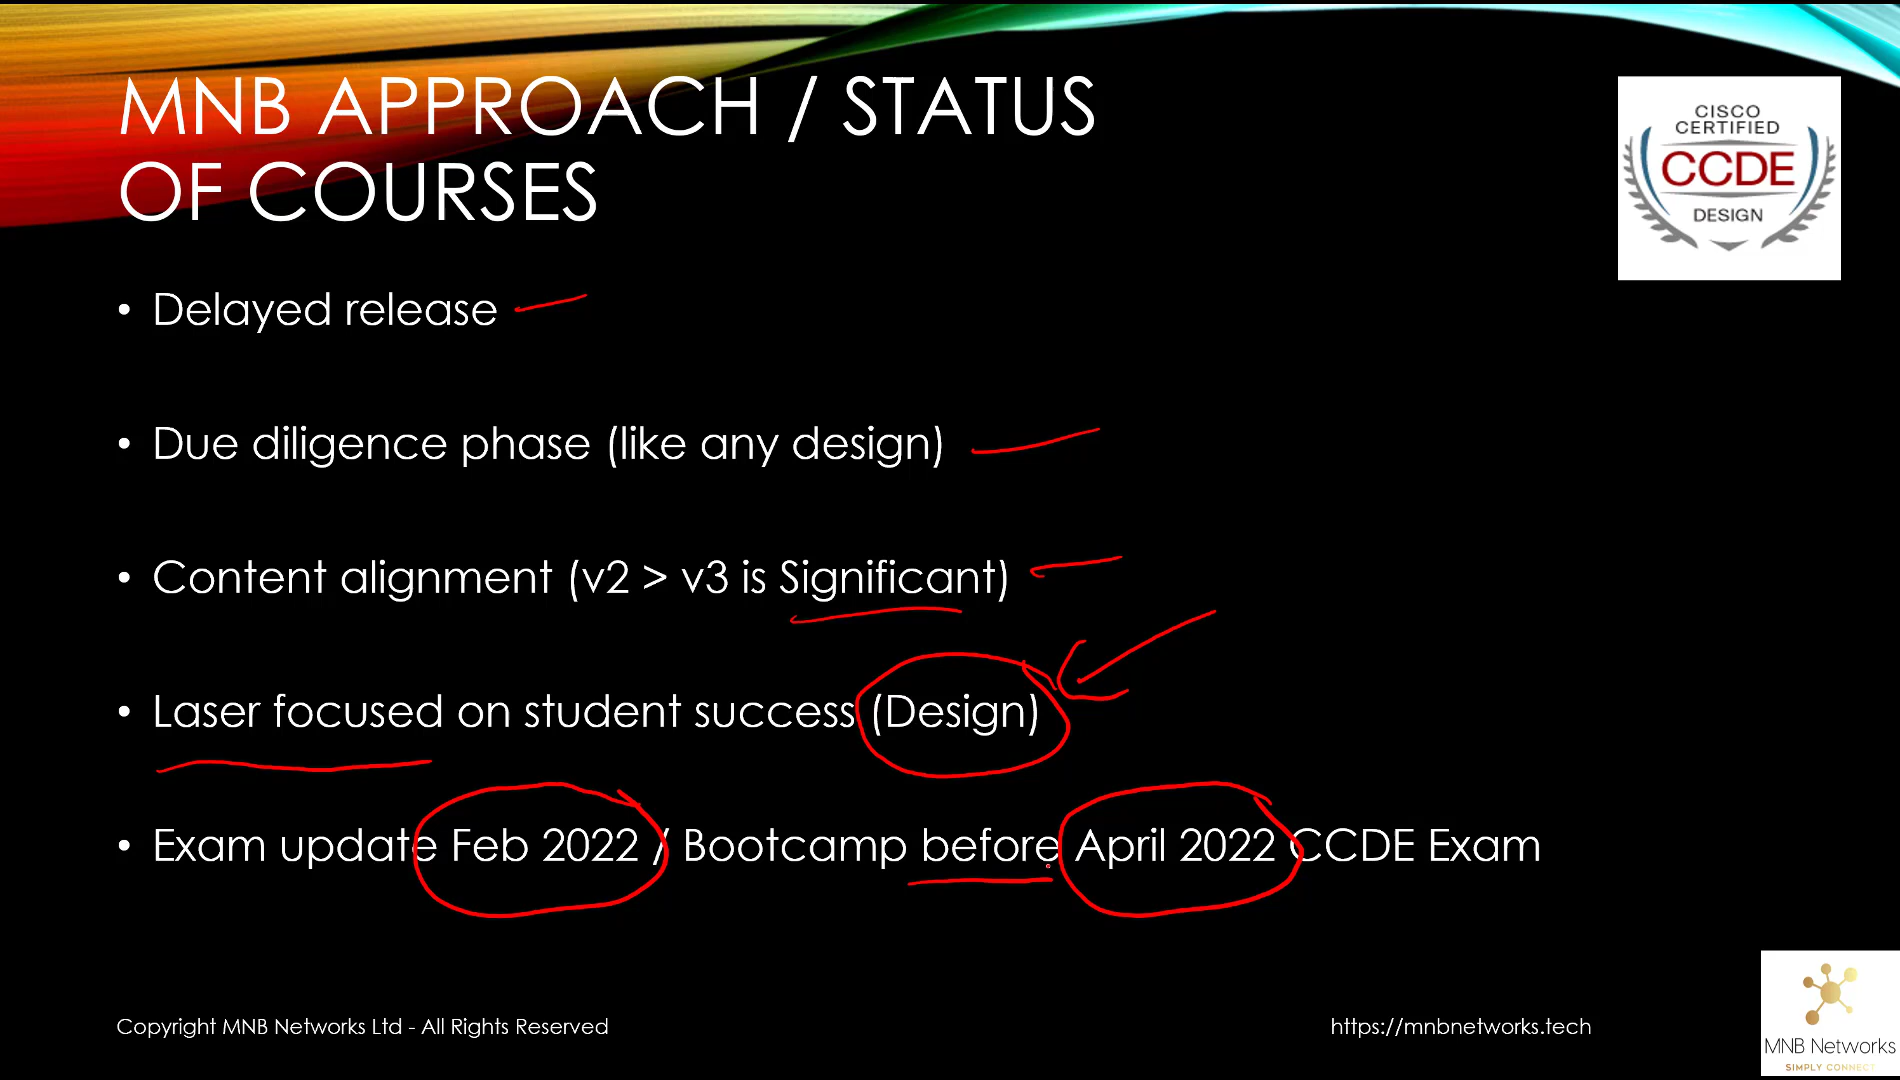 MNB APPROACH / STATUS
OF COURSES
CISCO
CERTIFIED
CCDE
DESIGN
• Delayed release
• Due diligence phase (like any design)
• Content alignment (v2 > v3 is Significant)
• Laser focused on student success (Design)
• Exam update Feb 2022 / Bootcamp before April 2022 CCDE Exam
Copyright MNB Networks Ltd - All Rights Reserved
https://mnbnetworks.tech
MNB Networks
SIMPLY CONNECT